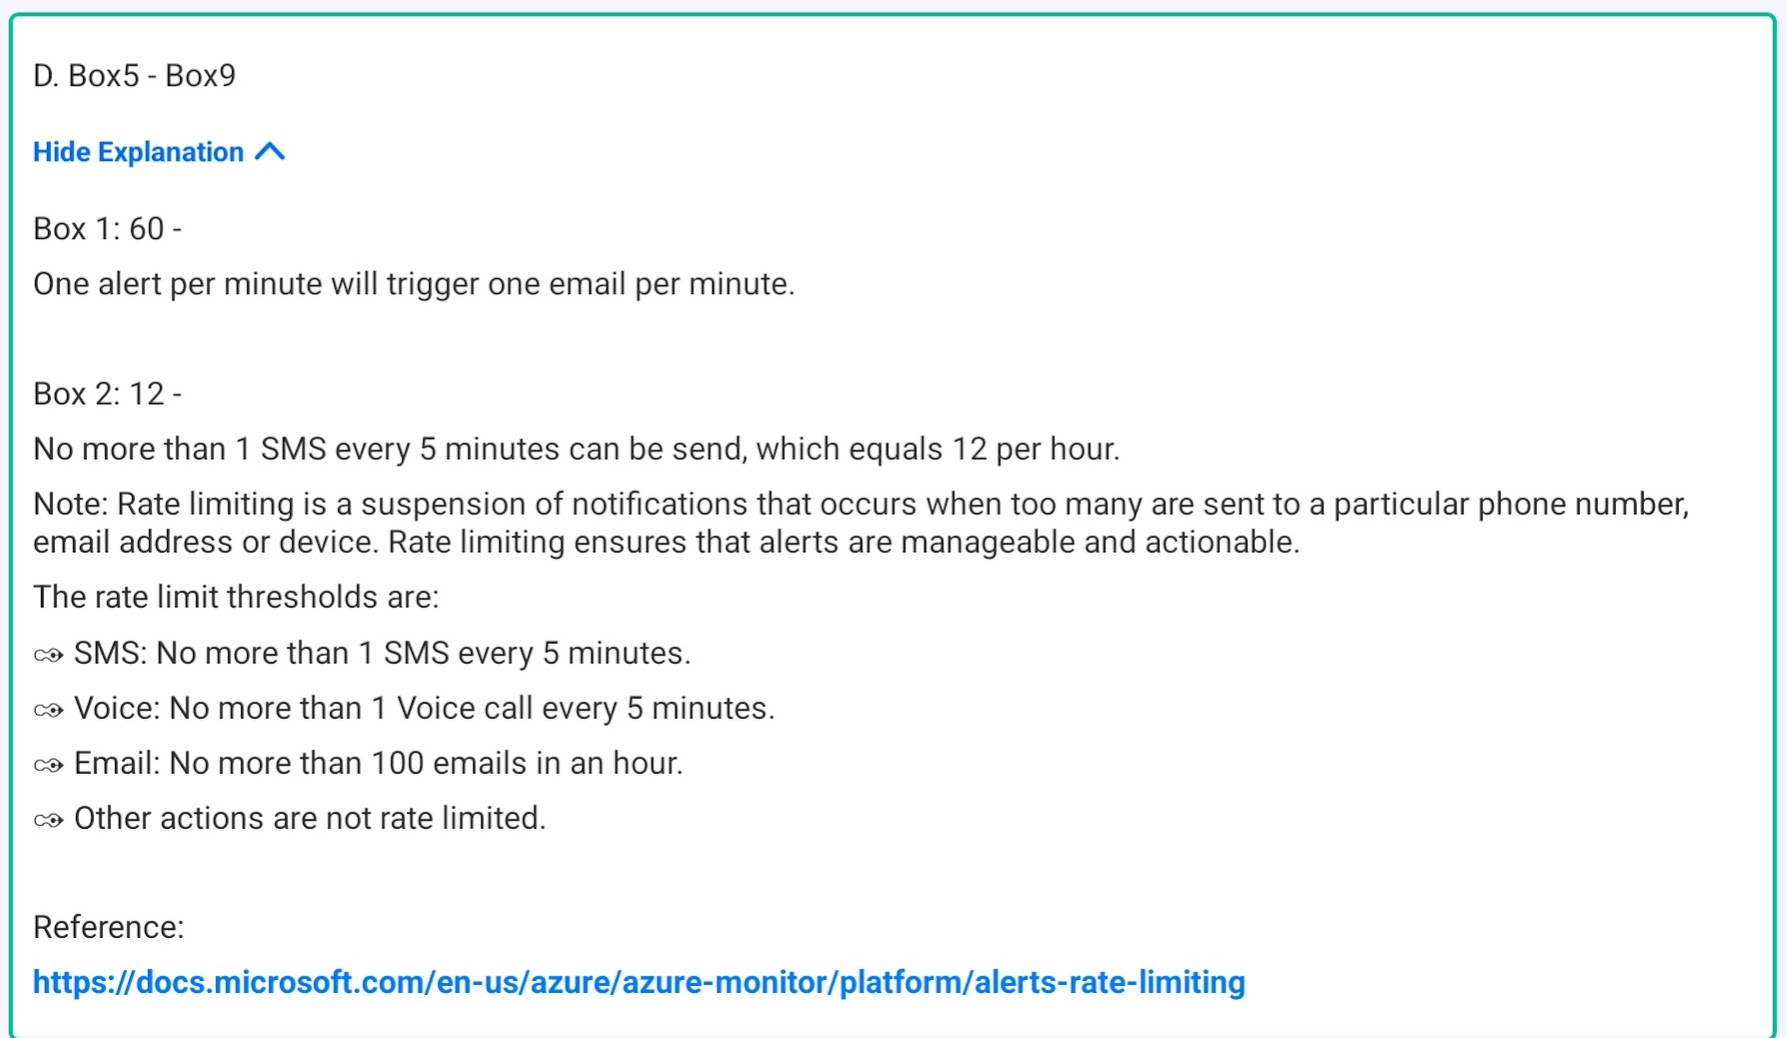 D. Box5 - Box9
Hide Explanation
Box 1: 60 -
One alert per minute will trigger one email per minute.
Box 2: 12 -
No more than 1 SMS every 5 minutes can be send, which equals 12 per hour.
Note: Rate limiting is a suspension of notifications that occurs when too many are sent to a particular phone number,
email address or device. Rate limiting ensures that alerts are manageable and actionable.
The rate limit thresholds are:
SMS: No more than 1 SMS every 5 minutes.
Voice: No more than 1 Voice call every 5 minutes.
Email: No more than 100 emails in an hour.
Other actions are not rate limited.
Reference:
https://docs.microsoft.com/en-us/azure/azure-monitor/platform/alerts-rate-limiting